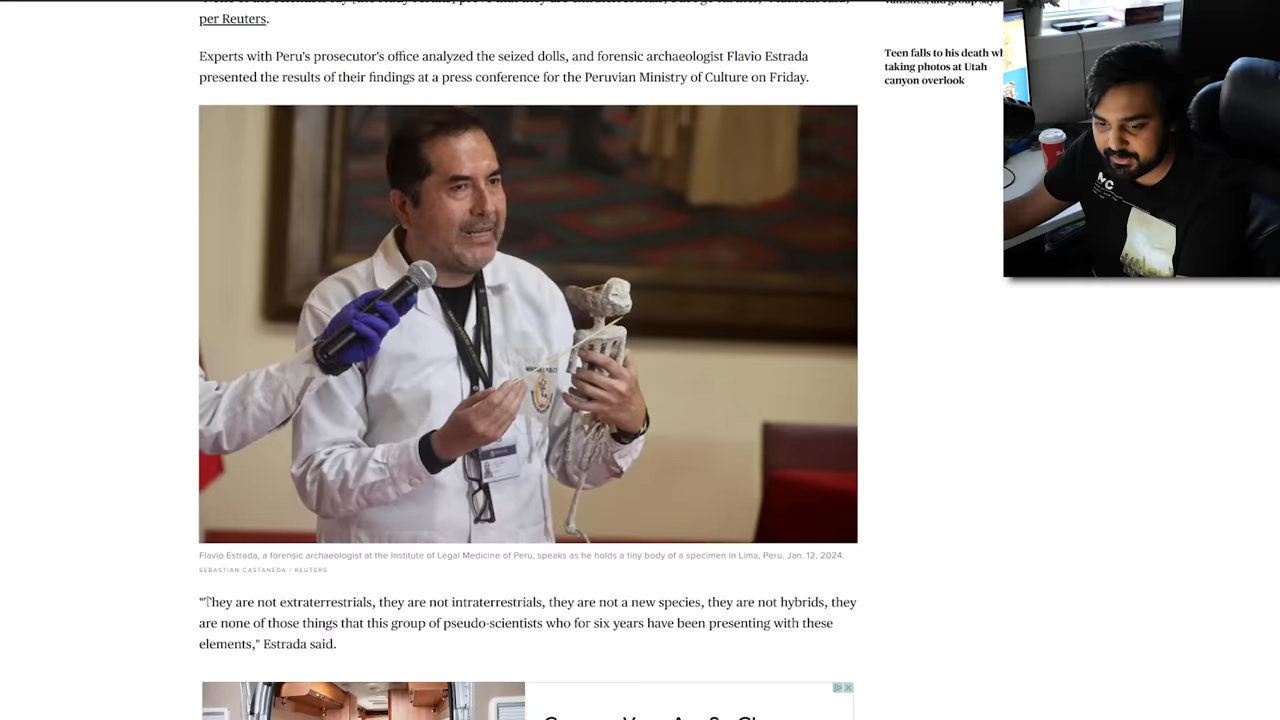 per Reuters.
Experts with Peru's prosecutor's office analyzed the seized dolls, and forensic archaeologist Flavio Estrada
presented the results of their findings at a press conference for the Peruvian Ministry of Culture on Friday.
Teen falls to his death
taking photos at Utah
canyon overlook
Flavio Estrada, a forensic archaeologist at the Institute of Legal Medicine of Peru, speaks as he holds a tiny body of a specimen in Lima, Peru. Jan. 12, 2024.
SEBASTIAN CASTANEDA / REUTERS
"They are not extraterrestrials, they are not intraterrestrials, they are not a new species, they are not hybrids, they
are none of those things that this group of pseudo-scientists who for six years have been presenting with these
elements," Estrada said.